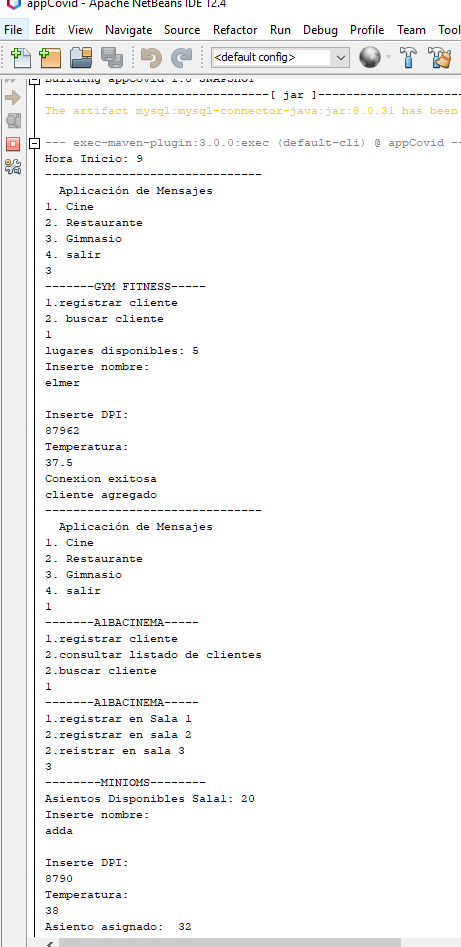 appCovid - Apache NetBeans IDE 12.4
File Edit View Navigate Source Refactor Run Debug Profile Team Tool
<default config>
Building appCovid 1.0-SNAPSHOT
--------------------------------[ jar ]---------------------
The artifact mysql:mysql-connector-java:jar:8.0.31 has been
--- exec-maven-plugin:3.0.0:exec (default-cli) @ appCovid --
Hora Inicio: 9
-------------------------------
Aplicación de Mensajes
1. Cine
2. Restaurante
3. Gimnasio
4. salir
3
-------GYM FITNESS-----
1.registrar cliente
2. buscar cliente
1
lugares disponibles: 5
Inserte nombre:
elmer
Inserte DPI:
87962
Temperatura:
37.5
Conexion exitosa
cliente agregado
-------------------------------
Aplicación de Mensajes
1. Cine
2. Restaurante
3. Gimnasio
4. salir
1
-------AlBACINEMA-----
1.registrar cliente
2.consultar listado de clientes
2.buscar cliente
1
-------AlBACINEMA-----
1.registrar en Sala 1
2.registrar en sala 2
2.reistrar en sala 3
3
--------MINIOMS--------
Asientos Disponibles Sala1: 20
Inserte nombre:
adda
Inserte DPI:
8790
Temperatura:
38
Asiento asignado:  32